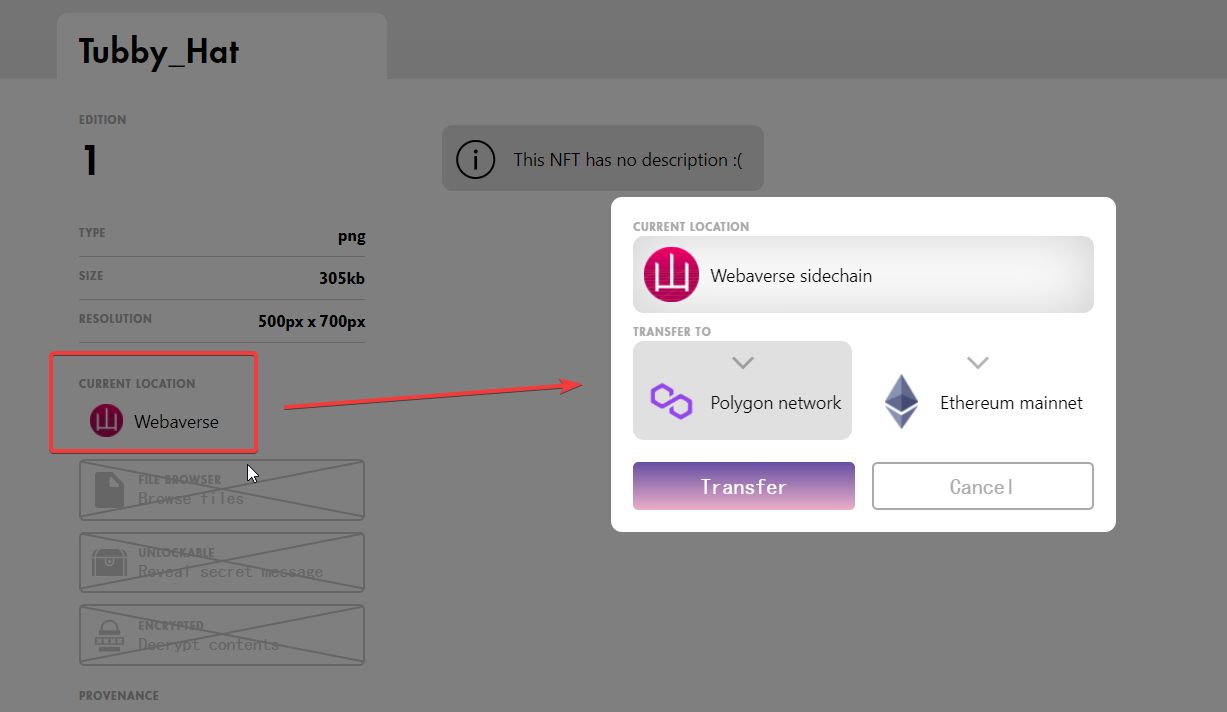 Tubby_Hat
EDITION
1
This NFT has no description :(
TYPE png
SIZE 305kb
RESOLUTION 500px x 700px
CURRENT LOCATION
Webaverse
FILE BROWSER
Browse files
UNLOCKABLE
Reveal secret message
ENCRYPTED
Decrypt contents
PROVENANCE
CURRENT LOCATION
Webaverse sidechain
TRANSFER TO
Polygon network
Ethereum mainnet
Transfer
Cancel